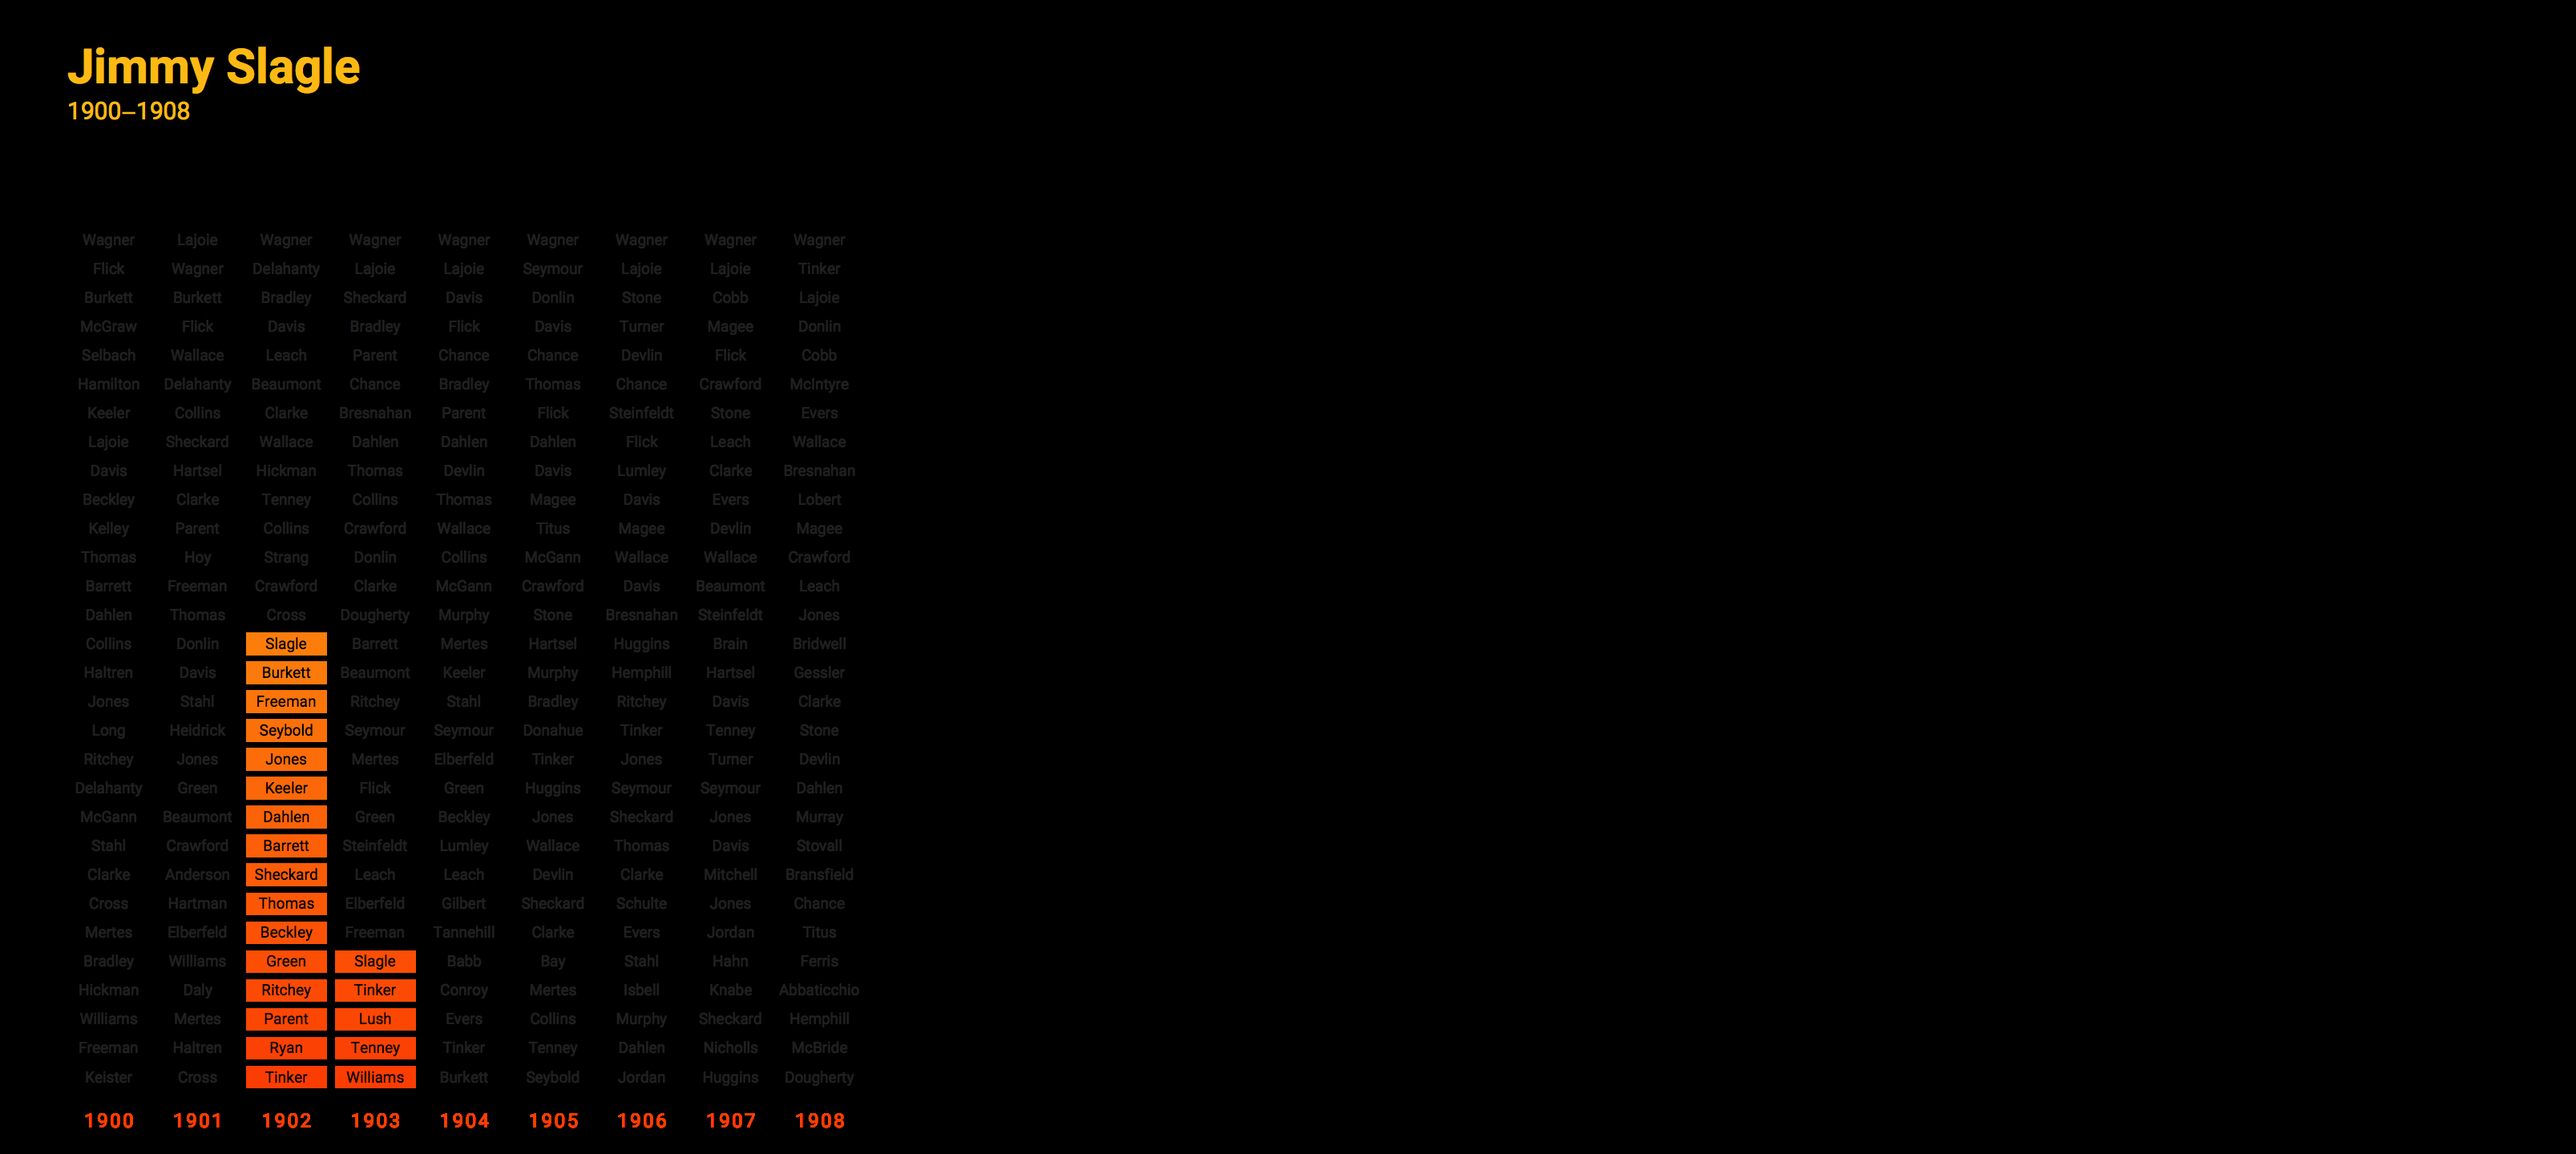 Jimmy Slagle
1900–1908
Wagner Lajoie Wagner Wagner Wagner Wagner Wagner Wagner Wagner
Flick Wagner Delahanty Lajoie Lajoie Seymour Lajoie Lajoie Tinker
Burkett Burkett Bradley Sheckard Davis Donlin Stone Cobb Lajoie
McGraw Flick Davis Bradley Flick Davis Turner Magee Donlin
Selbach Wallace Leach Parent Chance Chance Devlin Flick Cobb
Hamilton Delahanty Beaumont Chance Bradley Thomas Chance Crawford McIntyre
Keeler Collins Clarke Bresnahan Parent Flick Steinfeldt Stone Evers
Lajoie Sheckard Wallace Dahlen Dahlen Dahlen Flick Leach Wallace
Davis Hartsel Hickman Thomas Devlin Davis Lumley Clarke Bresnahan
Beckley Clarke Tenney Collins Thomas Magee Davis Evers Lobert
Kelley Parent Collins Crawford Wallace Titus Magee Devlin Magee
Thomas Hoy Strang Donlin Collins McGann Wallace Wallace Crawford
Barrett Freeman Crawford Clarke McGann Crawford Davis Beaumont Leach
Dahlen Thomas Cross Dougherty Murphy Stone Bresnahan Steinfeldt Jones
Collins Donlin Slagle Barrett Mertes Hartsel Huggins Brain Bridwell
Haltren Davis Burkett Beaumont Keeler Murphy Hemphill Hartsel Gessler
Jones Stahl Freeman Ritchey Stahl Bradley Ritchey Davis Clarke
Long Heidrick Seybold Seymour Seymour Donahue Tinker Tenney Stone
Ritchey Jones Jones Mertes Elberfeld Tinker Jones Turner Devlin
Delahanty Green Keeler Flick Green Huggins Seymour Seymour Dahlen
McGann Beaumont Dahlen Green Beckley Jones Sheckard Jones Murray
Stahl Crawford Barrett Steinfeldt Lumley Wallace Thomas Davis Stovall
Clarke Anderson Sheckard Leach Leach Devlin Clarke Mitchell Bransfield
Cross Hartman Thomas Elberfeld Gilbert Sheckard Schulte Jones Chance
Mertes Elberfeld Beckley Freeman Tannehill Clarke Evers Jordan Titus
Bradley Williams Green Slagle Babb Bay Stahl Hahn Ferris
Hickman Daly Ritchey Tinker Conroy Mertes Isbell Knabe Abbaticchio
Williams Mertes Parent Lush Evers Collins Murphy Sheckard Hemphill
Freeman Haltren Ryan Tenney Tinker Tenney Dahlen Nicholls McBride
Keister Cross Tinker Williams Burkett Seybold Jordan Huggins Dougherty
1900 1901 1902 1903 1904 1905 1906 1907 1908